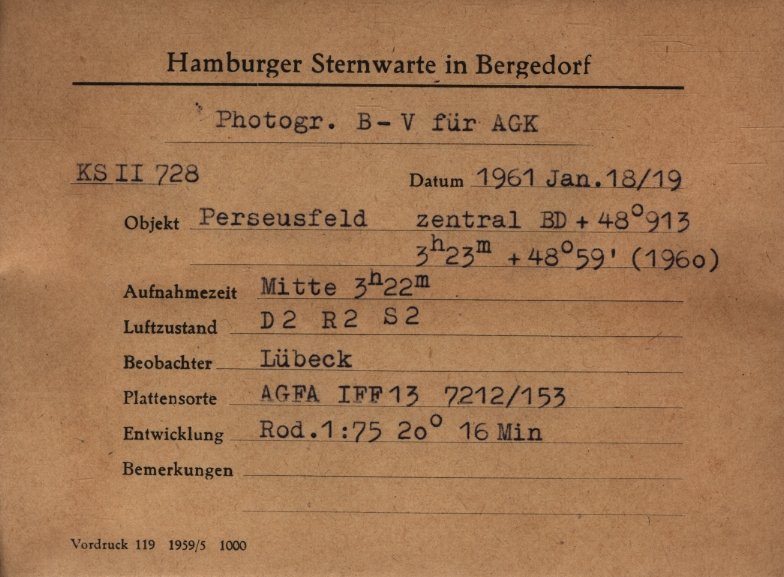 Hamburger Sternwarte in Bergedorf
Photogr. B-V für AGK
KS II 728 Datum 1961 Jan.18/19
Objekt Perseusfeld zentral BD +48°913
3h23m +48°59' (1960)
Aufnahmezeit Mitte 3h22m
Luftzustand D2 R2 S2
Beobachter Lübeck
Plattensorte AGFA IFF13 7212/153
Entwicklung Rod.1:75 20° 16 Min
Bemerkungen
Vordruck 119 1959/5 1000